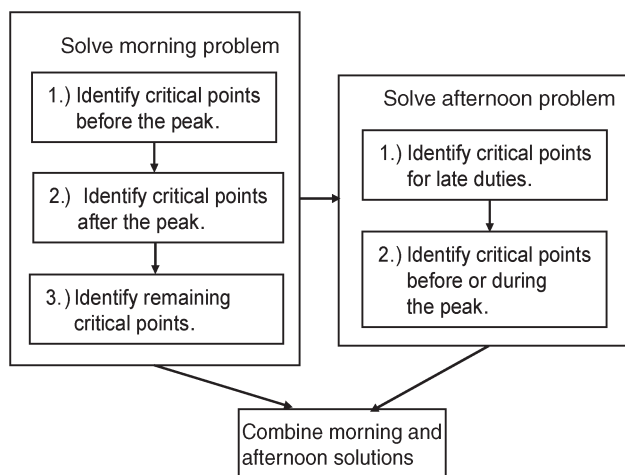 Solve morning problem
1.) Identify critical points
before the peak.
2.) Identify critical points
after the peak.
3.) Identify remaining
critical points.
Solve afternoon problem
1.) Identify critical points
for late duties.
2.) Identify critical points
before or during
the peak.
Combine morning and
afternoon solutions